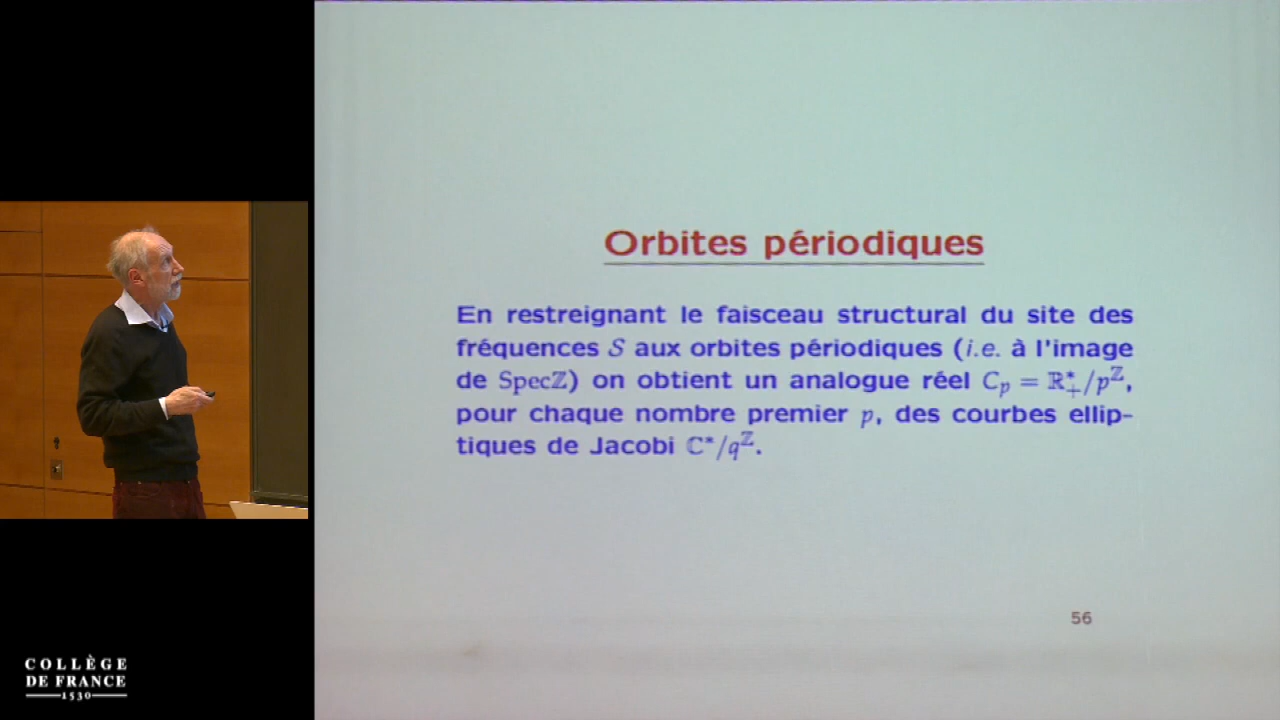 Orbites périodiques
En restreignant le faisceau structural du site des
fréquences 𝒮 aux orbites périodiques (i.e. à l'image
de Specℤ) on obtient un analogue réel Cₚ = ℝ₊*/p^ℤ,
pour chaque nombre premier p, des courbes ellip-
tiques de Jacobi ℂ*/q^ℤ.
56
COLLÈGE
DE FRANCE
1530